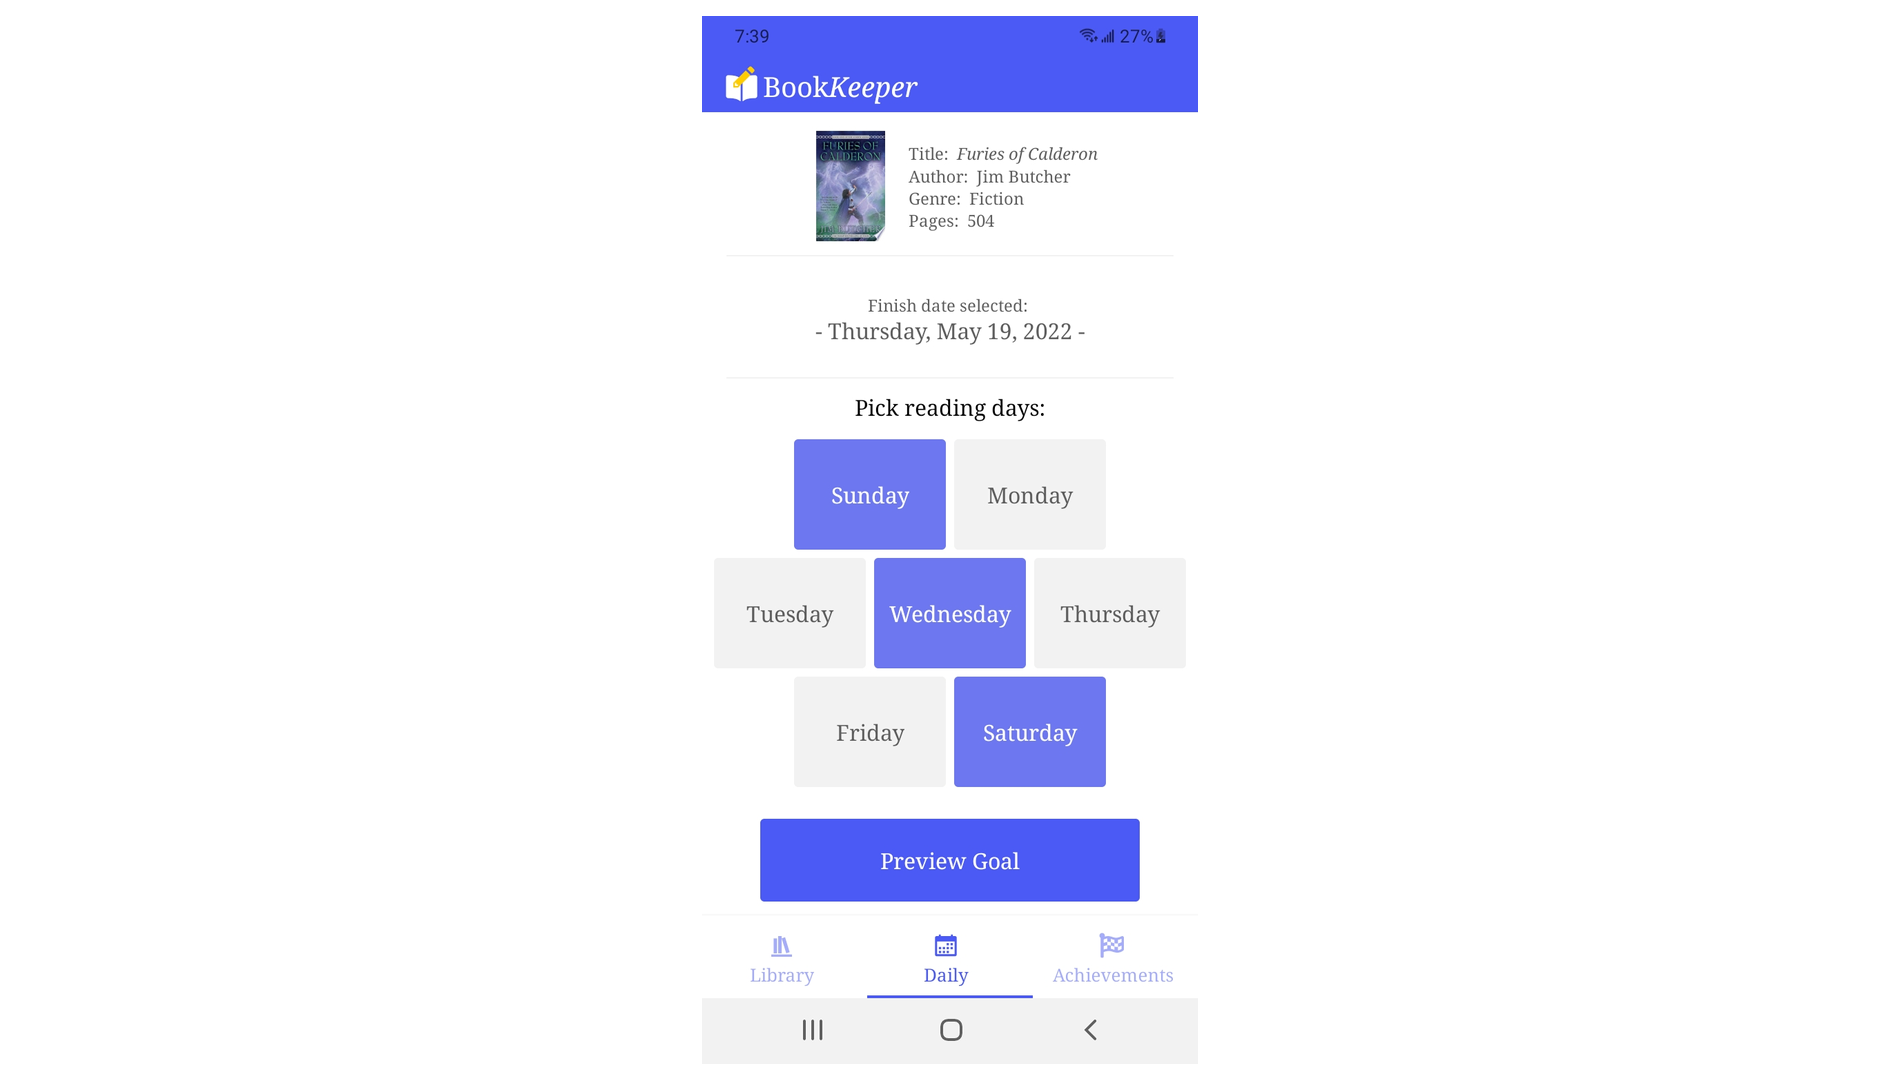 7:39
27%
BookKeeper
FURIES OF
CALDERON
Title: Furies of Calderon
Author: Jim Butcher
Genre: Fiction
Pages: 504
Finish date selected:
- Thursday, May 19, 2022 -
Pick reading days:
Sunday Monday
Tuesday Wednesday Thursday
Friday Saturday
Preview Goal
Library Daily Achievements